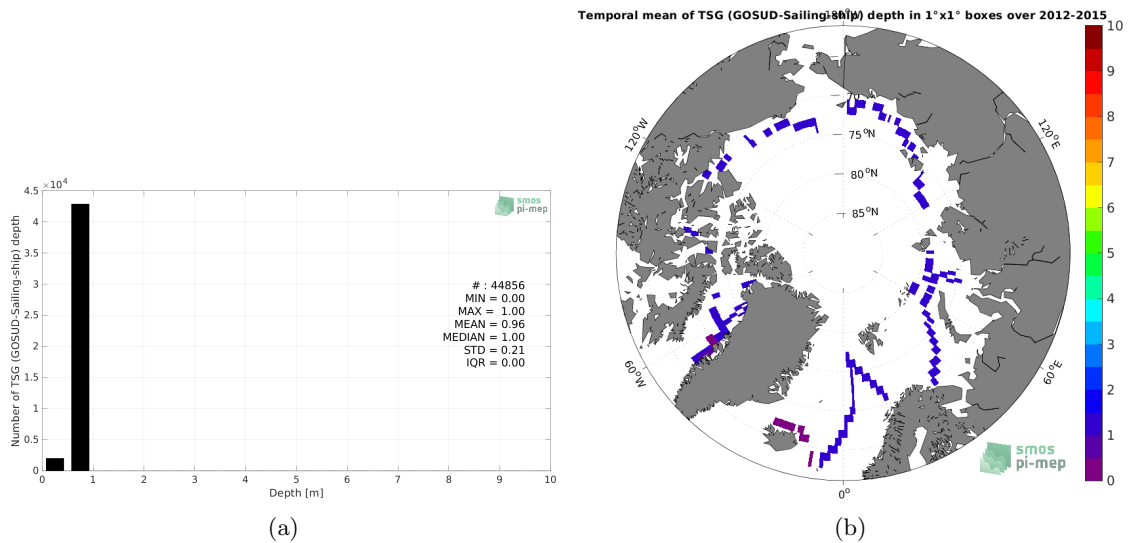 Temporal mean of TSG (GOSUD-Sailing-ship) depth in 1°x1° boxes over 2012-2015
×10⁴
4.5
4
3.5
3
2.5
2
1.5
1
0.5
0
Number of TSG (GOSUD-Sailing-ship) depth
smos
pi-mep
# : 44856
MIN = 0.00
MAX = 1.00
MEAN = 0.96
MEDIAN = 1.00
STD = 0.21
IQR = 0.00
0 1 2 3 4 5 6 7 8 9 10
Depth [m]
(a)
180°W
120°W
120°E
70
75°N
80°N
85°N
60°W
60°E
0°
smos
pi-mep
10
9
8
7
6
5
4
3
2
1
0
(b)